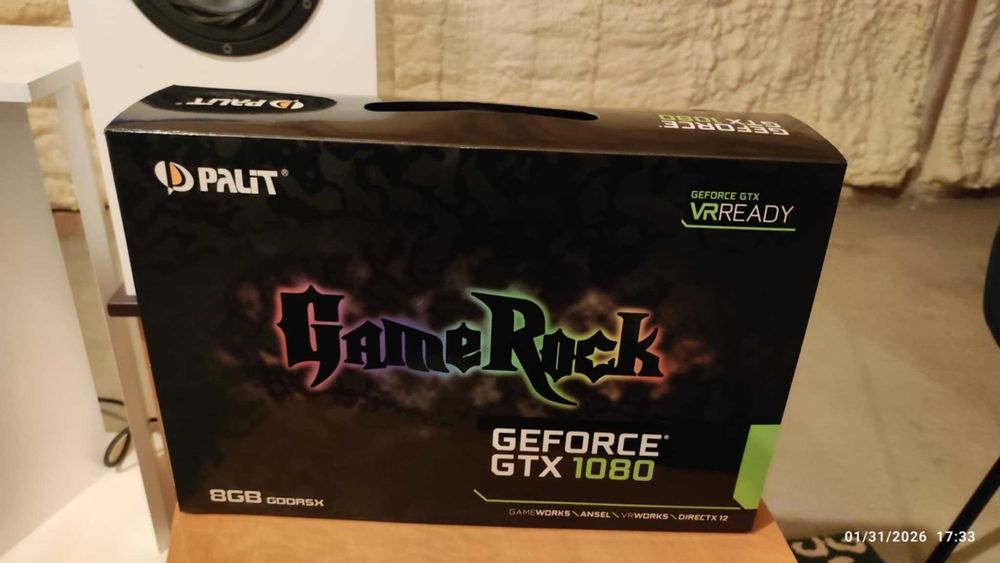 PALIT
GEFORCE
GTX 1080
PALIT®
GEFORCE GTX
VRREADY
GameRock
GEFORCE®
GTX 1080
8GB GDDR5X
GAMEWORKS \ ANSEL \ VRWORKS \ DIRECTX 12
01/31/2026 17:33